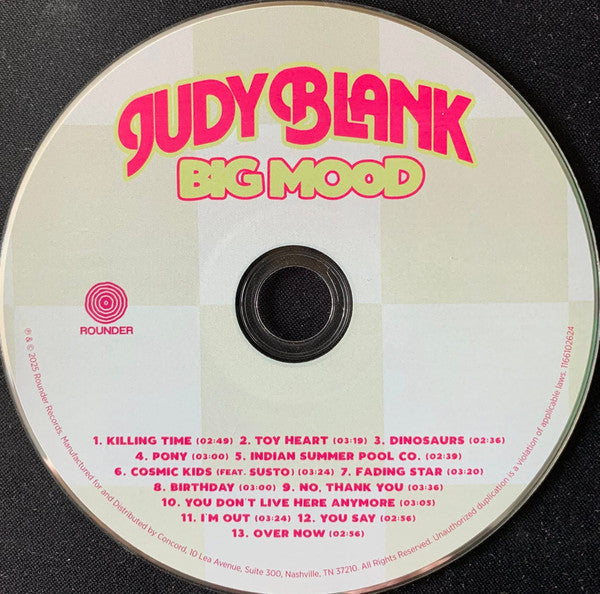 JUDY BLANK
BIG MOOD
ROUNDER
1. KILLING TIME (02:49) 2. TOY HEART (03:19) 3. DINOSAURS (02:36)
4. PONY (03:00) 5. INDIAN SUMMER POOL CO. (02:39)
6. COSMIC KIDS (FEAT. SUSTO) (03:24) 7. FADING STAR (03:20)
8. BIRTHDAY (03:00) 9. NO, THANK YOU (03:36)
10. YOU DON'T LIVE HERE ANYMORE (03:05)
11. I'M OUT (03:24) 12. YOU SAY (02:56)
13. OVER NOW (02:56)
℗ & © 2025 Rounder Records. Manufactured for and Distributed by Concord, 10 Lea Avenue, Suite 300, Nashville, TN 37210. All Rights Reserved. Unauthorized duplication is a violation of applicable laws. 1166102624